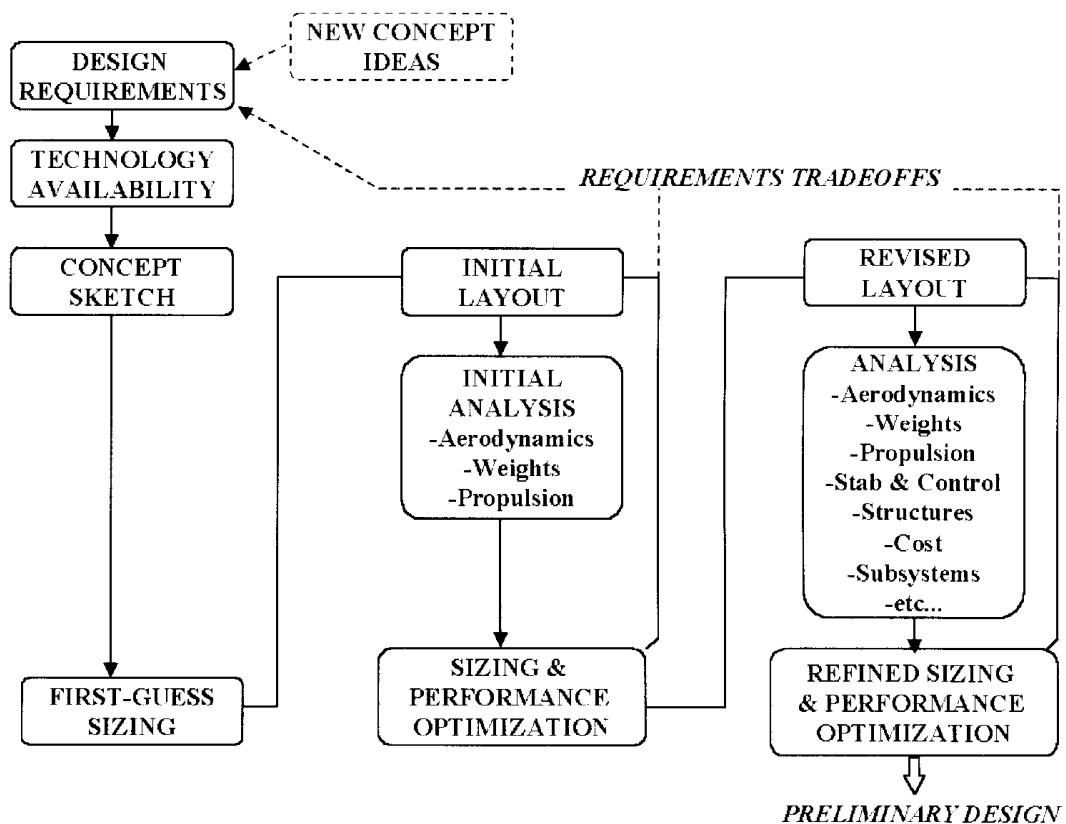 NEW CONCEPT
IDEAS
DESIGN
REQUIREMENTS
TECHNOLOGY
AVAILABILITY
REQUIREMENTS TRADEOFFS
CONCEPT
SKETCH
FIRST-GUESS
SIZING
INITIAL
LAYOUT
INITIAL
ANALYSIS
-Aerodynamics
-Weights
-Propulsion
SIZING &
PERFORMANCE
OPTIMIZATION
REVISED
LAYOUT
ANALYSIS
-Aerodynamics
-Weights
-Propulsion
-Stab & Control
-Structures
-Cost
-Subsystems
-etc...
REFINED SIZING
& PERFORMANCE
OPTIMIZATION
PRELIMINARY DESIGN